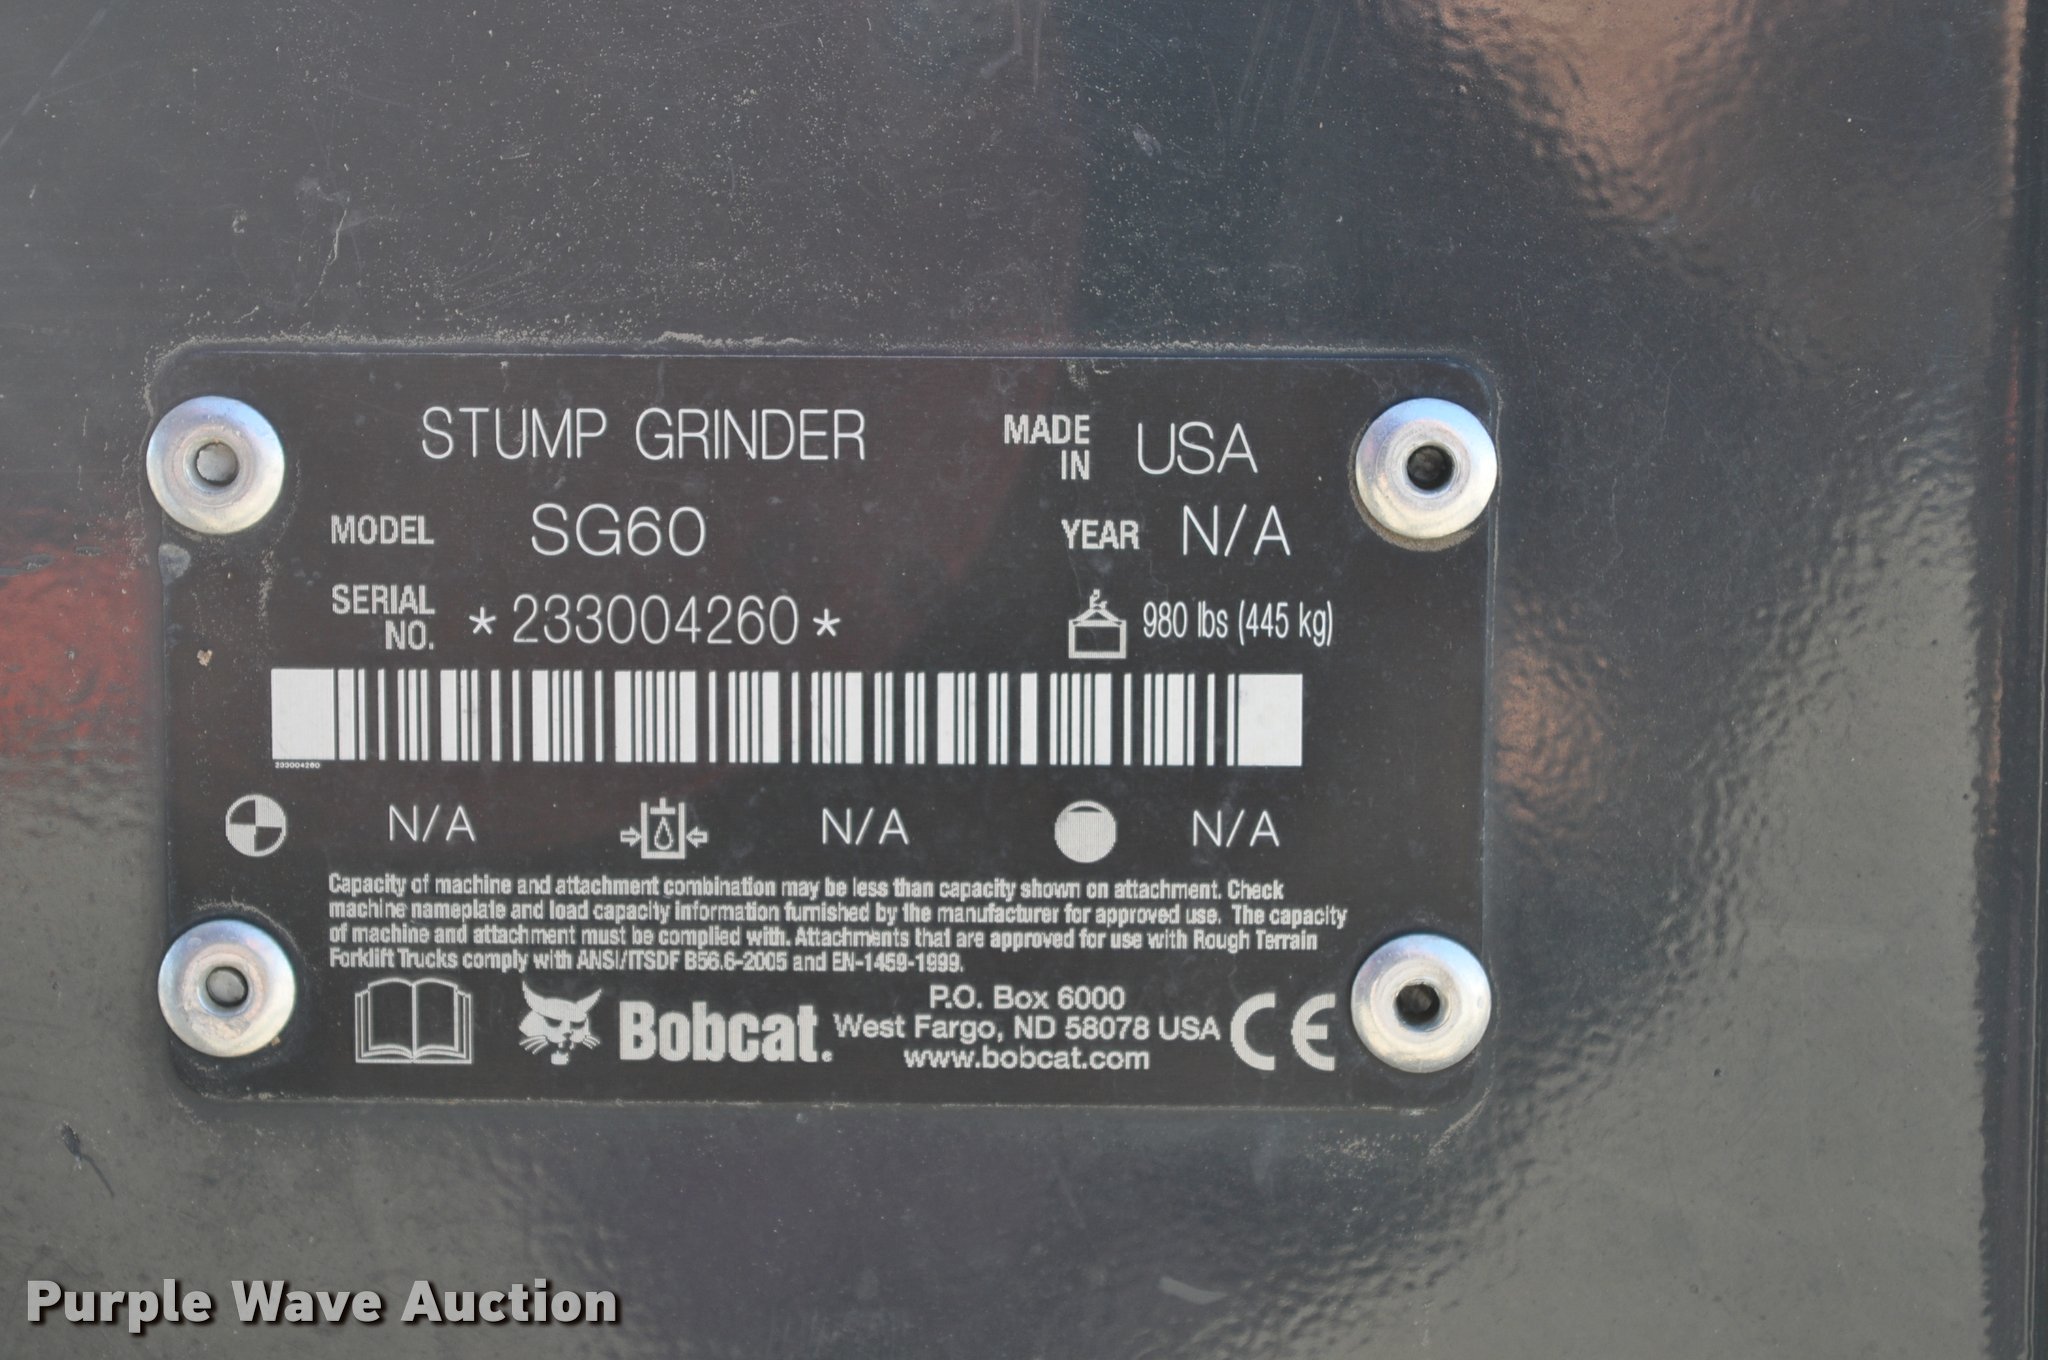 STUMP GRINDER
MADE IN USA
MODEL SG60
YEAR N/A
SERIAL NO. *233004260*
980 lbs (445 kg)
233004260
N/A N/A N/A
Capacity of machine and attachment combination may be less than capacity shown on attachment. Check
machine nameplate and load capacity information furnished by the manufacturer for approved use. The capacity
of machine and attachment must be complied with. Attachments that are approved for use with Rough Terrain
Forklift Trucks comply with ANSI/ITSDF B56.6-2005 and EN-1459-1999.
Bobcat.
P.O. Box 6000
West Fargo, ND 58078 USA
www.bobcat.com
CE
Purple Wave Auction